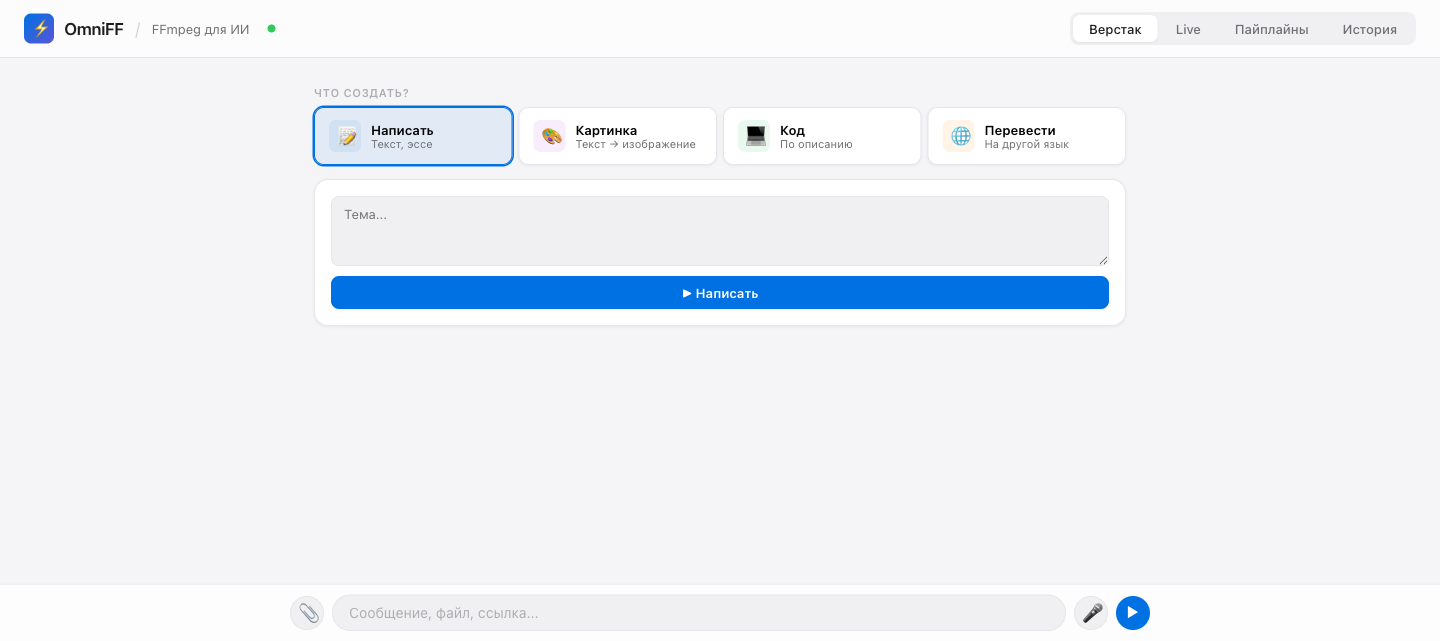 OmniFF / FFmpeg для ИИ
Верстак Live Пайплайны История
ЧТО СОЗДАТЬ?
Написать
Текст, эссе
Картинка
Текст → изображение
Код
По описанию
Перевести
На другой язык
Тема...
▶ Написать
Сообщение, файл, ссылка...